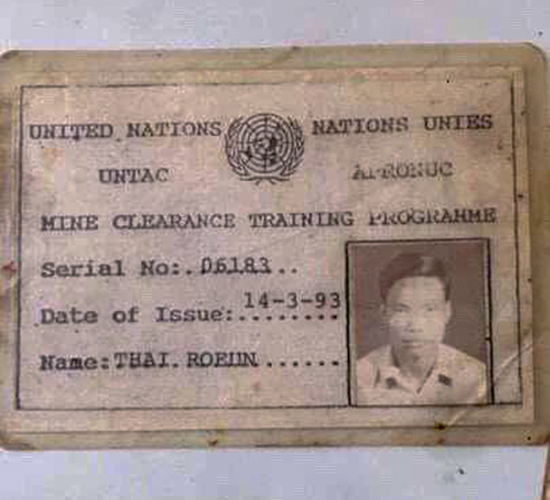 UNITED NATIONS NATIONS UNIES
UNTAC APRONUC
MINE CLEARANCE TRAINING PROGRAMME
Serial No:.06183..
14-3-93
Date of Issue:........
Name:THAI.ROEUN......